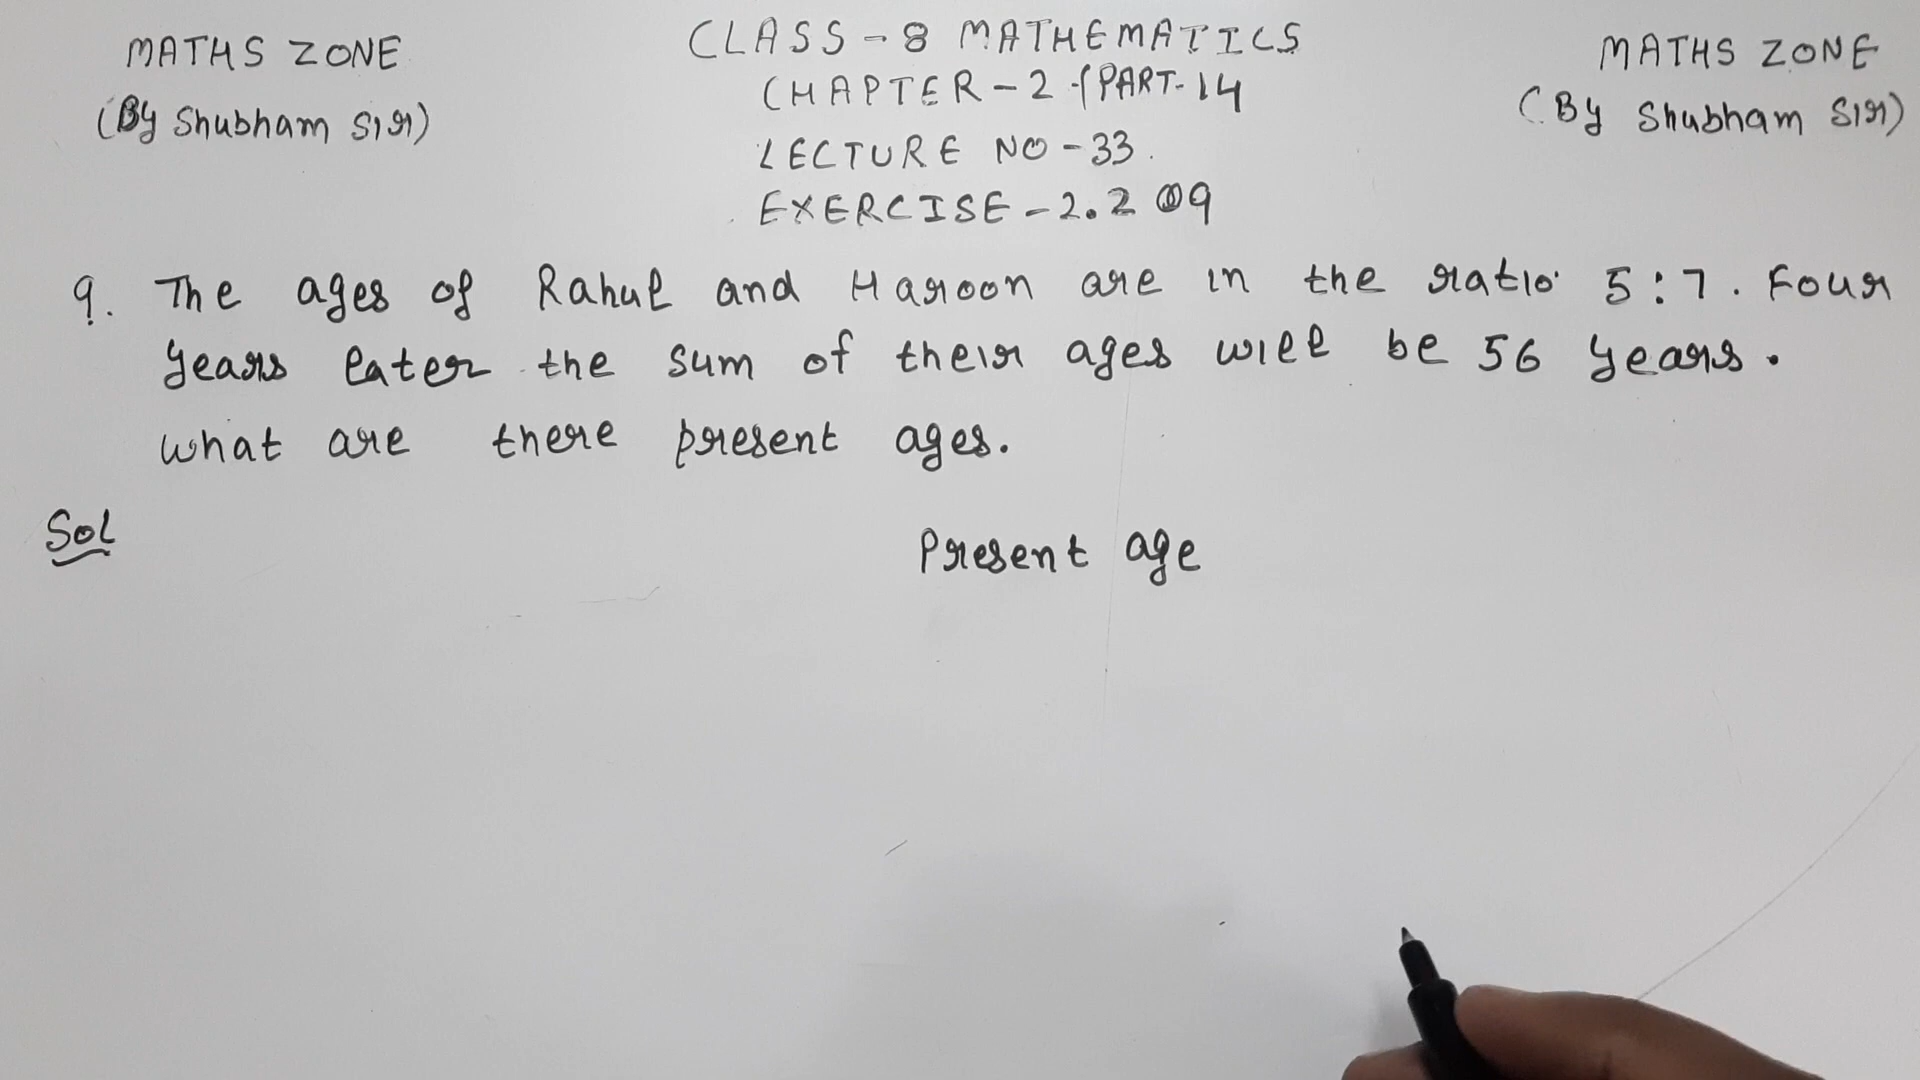 MATHS ZONE
(By Shubham Sir)
CLASS-8 MATHEMATICS
CHAPTER-2 (PART-14
LECTURE NO-33.
EXERCISE-2.2 Q9
MATHS ZONE
(By Shubham Sir)
9. The ages of Rahul and Haroon are in the ratio 5:7. Four
years later the sum of their ages will be 56 years.
what are there present ages.
Sol
Present age